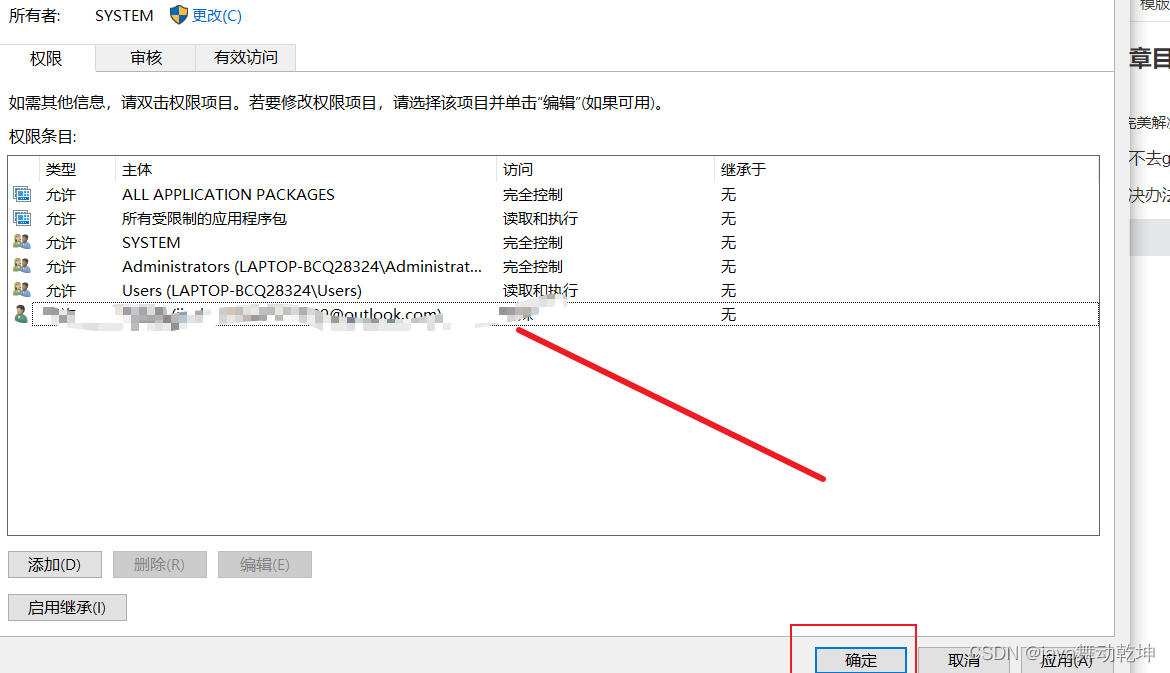 所有者: SYSTEM 更改(C)
模版
权限 审核 有效访问
章目
如需其他信息，请双击权限项目。若要修改权限项目，请选择该项目并单击“编辑”(如果可用)。
权限条目:
完美解
类型 主体 访问 继承于
不去g
允许 ALL APPLICATION PACKAGES 完全控制 无
决办法
允许 所有受限制的应用程序包 读取和执行 无
允许 SYSTEM 完全控制 无
允许 Administrators (LAPTOP-BCQ28324\Administrat... 完全控制 无
允许 Users (LAPTOP-BCQ28324\Users) 读取和执行 无
@outlook.com) 无
添加(D) 删除(R) 编辑(E)
启用继承(I)
确定 取消 应用(A)
CSDN @java舞动乾坤